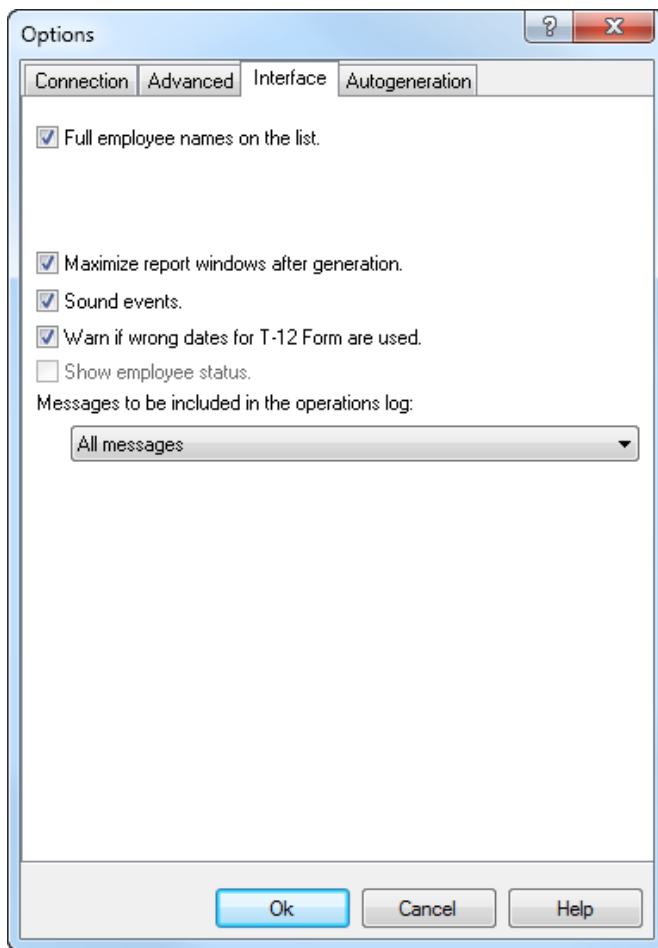 Options
Connection Advanced Interface Autogeneration
Full employee names on the list.
Maximize report windows after generation.
Sound events.
Warn if wrong dates for T-12 Form are used.
Show employee status.
Messages to be included in the operations log:
All messages
Ok Cancel Help